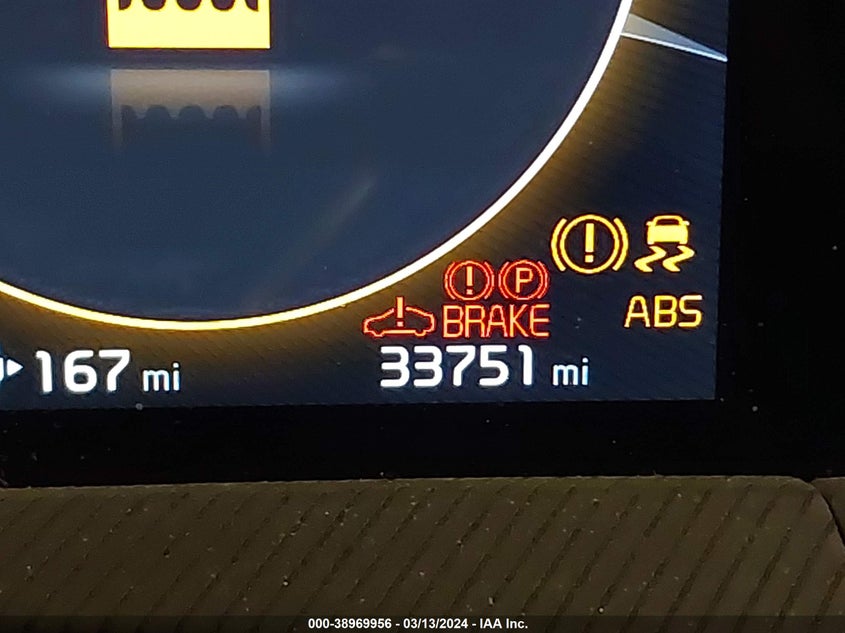 P
BRAKE
ABS
167 mi
33751 mi
000-38969956 - 03/13/2024 - IAA Inc.